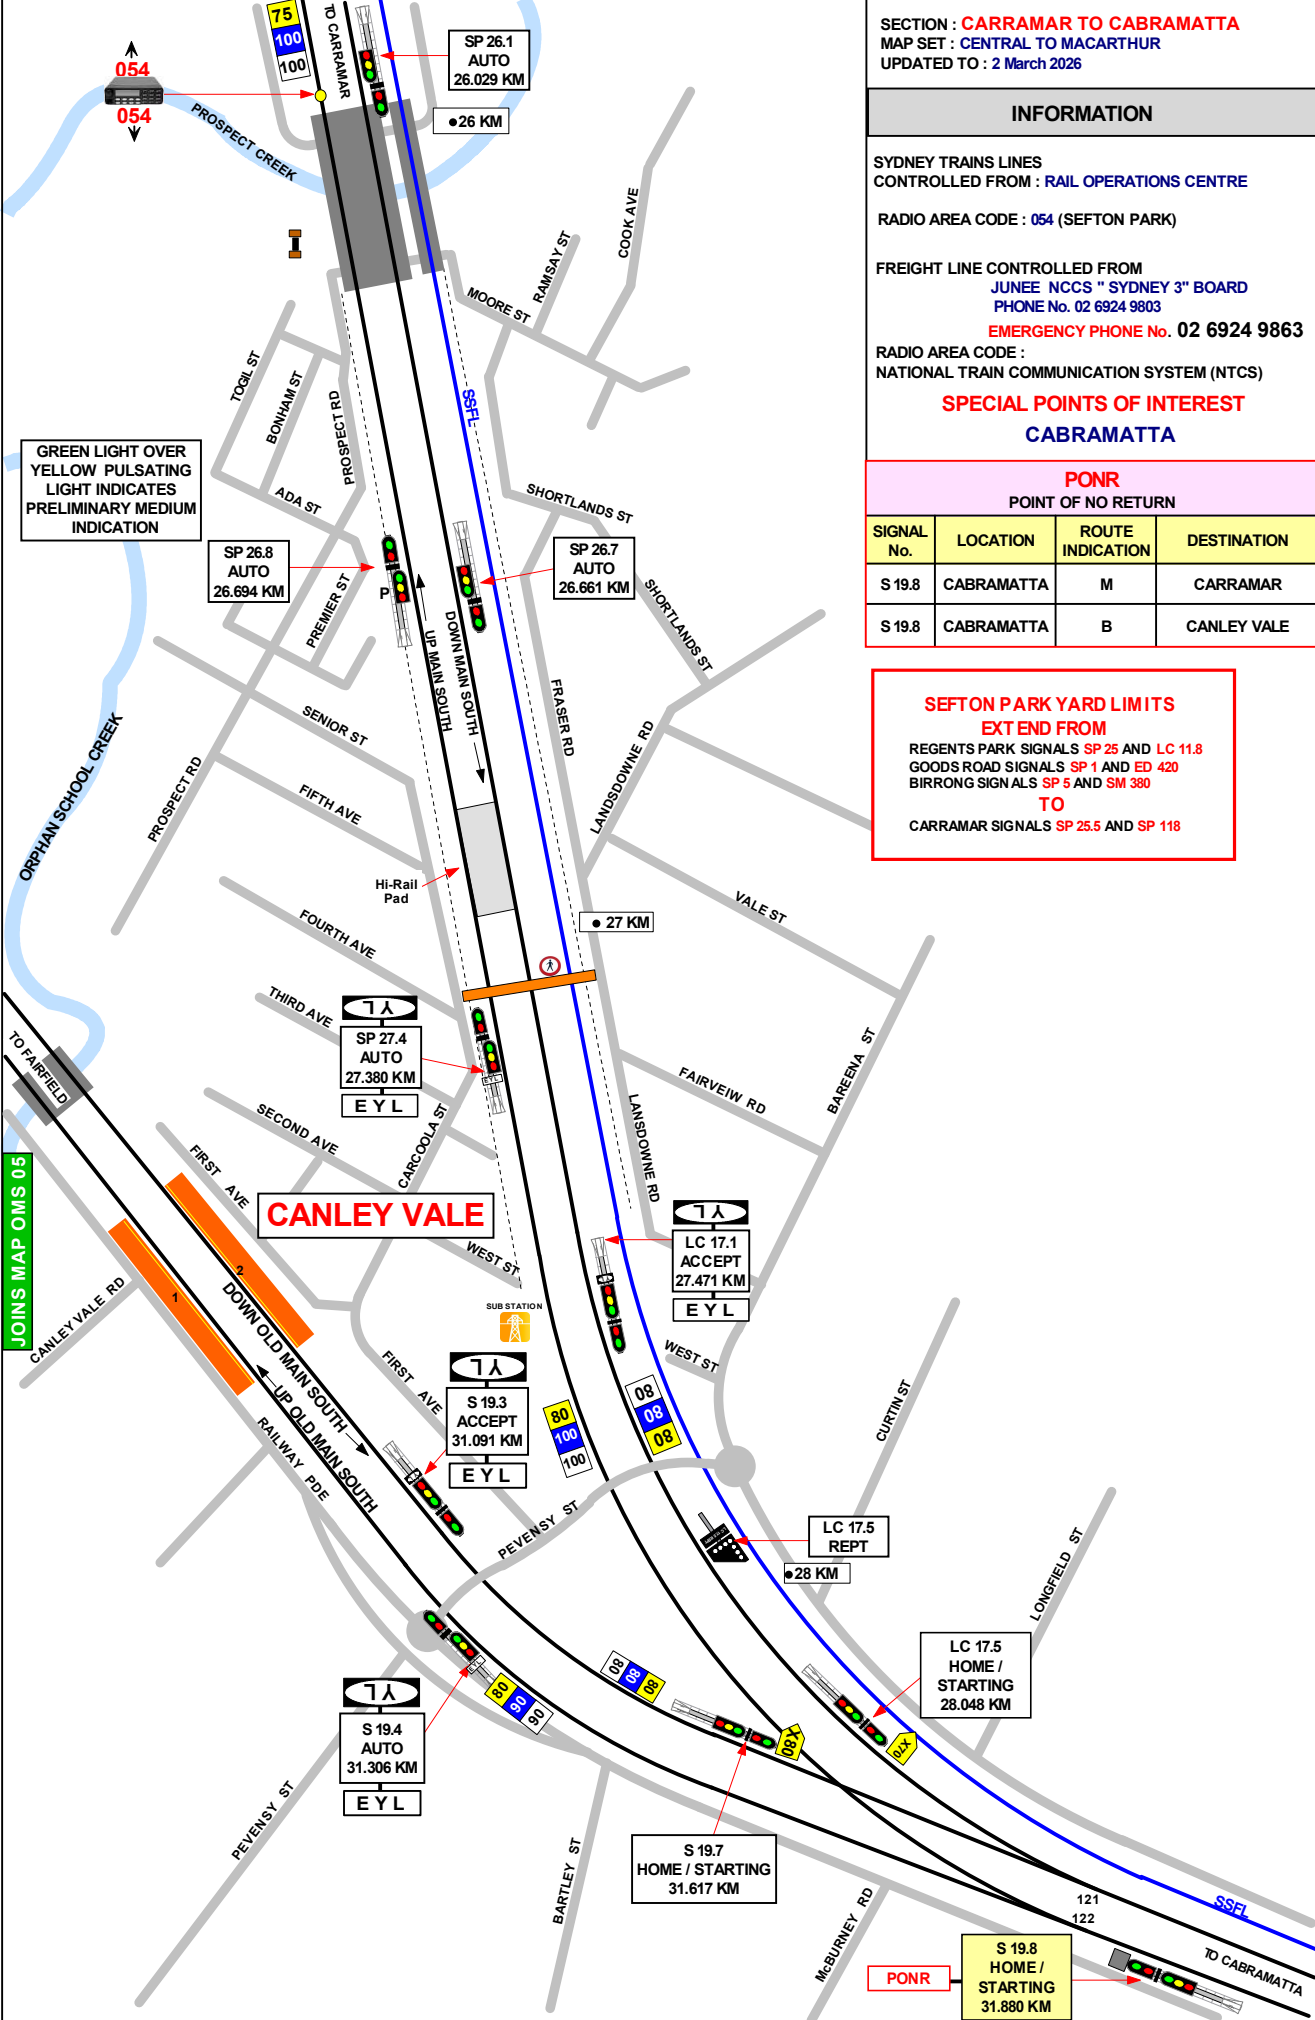 SECTION : CARRAMAR TO CABRAMATTA
MAP SET : CENTRAL TO MACARTHUR
UPDATED TO : 2 March 2026
INFORMATION
SYDNEY TRAINS LINES
CONTROLLED FROM : RAIL OPERATIONS CENTRE
RADIO AREA CODE : 054 (SEFTON PARK)
FREIGHT LINE CONTROLLED FROM
JUNEE NCCS " SYDNEY 3" BOARD
PHONE No. 02 6924 9803
EMERGENCY PHONE No. 02 6924 9863
RADIO AREA CODE :
NATIONAL TRAIN COMMUNICATION SYSTEM (NTCS)
SPECIAL POINTS OF INTEREST
CABRAMATTA
PONR
POINT OF NO RETURN
SIGNAL No. LOCATION ROUTE INDICATION DESTINATION
S 19.8 CABRAMATTA M CARRAMAR
S 19.8 CABRAMATTA B CANLEY VALE
SEFTON PARK YARD LIMITS
EXTEND FROM
REGENTS PARK SIGNALS SP 25 AND LC 11.8
GOODS ROAD SIGNALS SP 1 AND ED 420
BIRRONG SIGNALS SP 5 AND SM 380
TO
CARRAMAR SIGNALS SP 25.5 AND SP 118
75
100
100
TO CARRAMAR
SP 26.1
AUTO
26.029 KM
054
054
26 KM
PROSPECT CREEK
COOK AVE
RAMSAY ST
MOORE ST
TOGIL ST
BONHAM ST
PROSPECT RD
SSFL
GREEN LIGHT OVER
YELLOW PULSATING
LIGHT INDICATES
PRELIMINARY MEDIUM
INDICATION
ADA ST
SHORTLANDS ST
SP 26.8
AUTO
26.694 KM
P
SP 26.7
AUTO
26.661 KM
PREMIER ST
SHORTLANDS ST
UP MAIN SOUTH
DOWN MAIN SOUTH
FRASER RD
SENIOR ST
LANDSDOWNE RD
ORPHAN SCHOOL CREEK
PROSPECT RD
FIFTH AVE
Hi-Rail
Pad
VALE ST
FOURTH AVE
27 KM
THIRD AVE
YL
SP 27.4
AUTO
27.380 KM
EYL
EYL
TO FAIRFIELD
BAREENA ST
FAIRVEIW RD
LANSDOWNE RD
SECOND AVE
CARCOOLA ST
FIRST AVE
JOINS MAP OMS 05
CANLEY VALE
YL
LC 17.1
ACCEPT
27.471 KM
EYL
WEST ST
2
1
DOWN OLD MAIN SOUTH
CANLEY VALE RD
SUB STATION
FIRST AVE
WEST ST
YL
S 19.3
ACCEPT
31.091 KM
EYL
UP OLD MAIN SOUTH
RAILWAY PDE
80
100
100
80
80
80
CURTIN ST
PEVENSY ST
LC 17.5
REPT
28 KM
LONGFIELD ST
YL
S 19.4
AUTO
31.306 KM
EYL
EYL
80
90
90
80
80
80
X80
LC 17.5
HOME /
STARTING
28.048 KM
X70
PEVENSY ST
S 19.7
HOME / STARTING
31.617 KM
BARTLEY ST
McBURNEY RD
121
122
SSFL
TO CABRAMATTA
PONR
S 19.8
HOME /
STARTING
31.880 KM